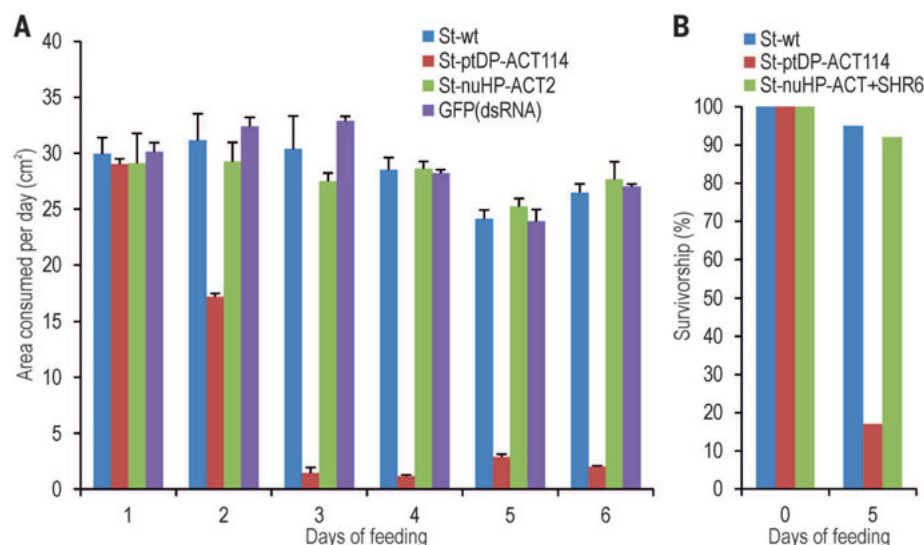 A
St-wt
St-ptDP-ACT114
St-nuHP-ACT2
GFP(dsRNA)
Area consumed per day (cm²)
40
35
30
25
20
15
10
5
0
1 2 3 4 5 6
Days of feeding
B
St-wt
St-ptDP-ACT114
St-nuHP-ACT+SHR6
Survivorship (%)
100
90
80
70
60
50
40
30
20
10
0
0 5
Days of feeding